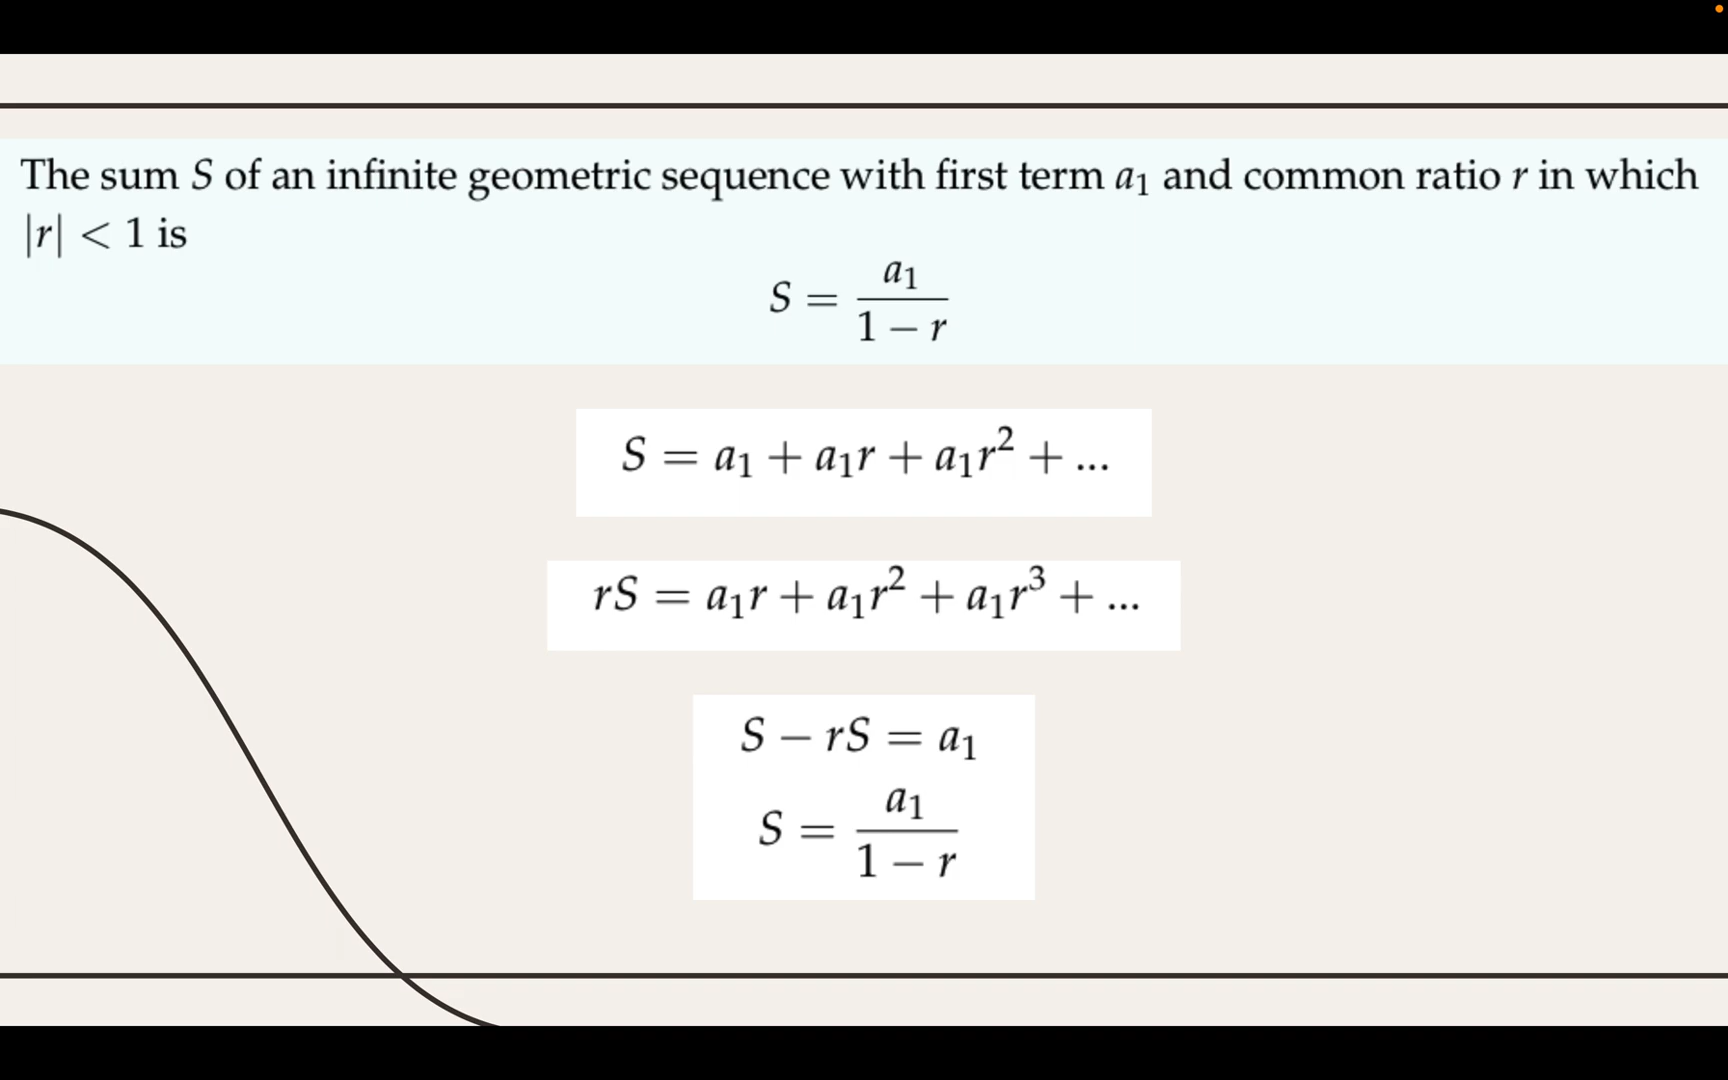 The sum S of an infinite geometric sequence with first term a₁ and common ratio r in which
|r| < 1 is
S = a₁ / (1 − r)
S = a₁ + a₁r + a₁r² + ...
rS = a₁r + a₁r² + a₁r³ + ...
S − rS = a₁
S = a₁ / (1 − r)